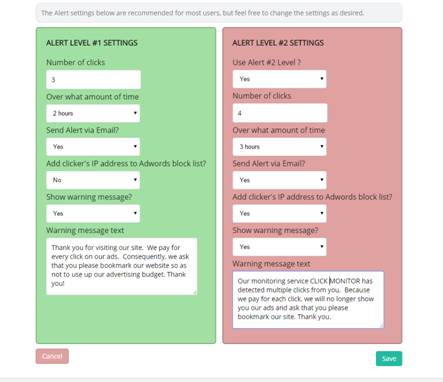 The Alert settings below are recommended for most users, but feel free to change the settings as desired.
ALERT LEVEL #1 SETTINGS
Number of clicks
3
Over what amount of time
2 hours
Send Alert via Email?
Yes
Add clicker's IP address to Adwords block list?
No
Show warning message?
Yes
Warning message text
Thank you for visiting our site. We pay for
every click on our ads. Consequently, we ask
that you please bookmark our website so as
not to use up our advertising budget. Thank
you!
ALERT LEVEL #2 SETTINGS
Use Alert #2 Level ?
Yes
Number of clicks
4
Over what amount of time
3 hours
Send Alert via Email?
Yes
Add clicker's IP address to Adwords block list?
Yes
Show warning message?
Yes
Warning message text
Our monitoring service CLICK MONITOR has
detected multiple clicks from you. Because
we pay for each click, we will no longer show
you our ads and ask that you please
bookmark our site. Thank you.
Cancel
Save